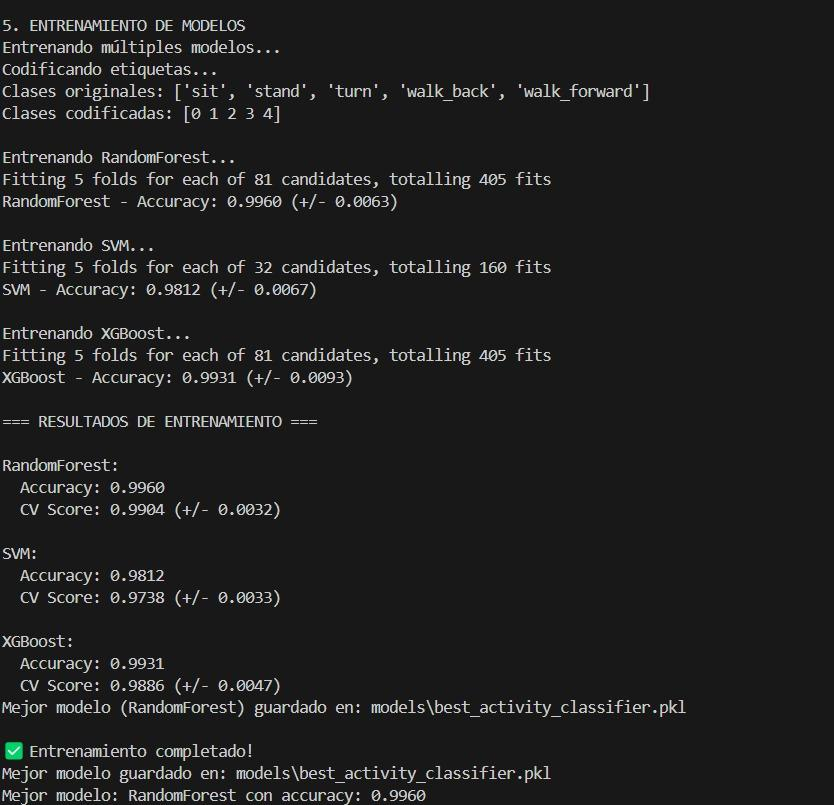 5. ENTRENAMIENTO DE MODELOS
Entrenando múltiples modelos...
Codificando etiquetas...
Clases originales: ['sit', 'stand', 'turn', 'walk_back', 'walk_forward']
Clases codificadas: [0 1 2 3 4]

Entrenando RandomForest...
Fitting 5 folds for each of 81 candidates, totalling 405 fits
RandomForest - Accuracy: 0.9960 (+/- 0.0063)

Entrenando SVM...
Fitting 5 folds for each of 32 candidates, totalling 160 fits
SVM - Accuracy: 0.9812 (+/- 0.0067)

Entrenando XGBoost...
Fitting 5 folds for each of 81 candidates, totalling 405 fits
XGBoost - Accuracy: 0.9931 (+/- 0.0093)

=== RESULTADOS DE ENTRENAMIENTO ===

RandomForest:
  Accuracy: 0.9960
  CV Score: 0.9904 (+/- 0.0032)

SVM:
  Accuracy: 0.9812
  CV Score: 0.9738 (+/- 0.0033)

XGBoost:
  Accuracy: 0.9931
  CV Score: 0.9886 (+/- 0.0047)
Mejor modelo (RandomForest) guardado en: models\best_activity_classifier.pkl

✅ Entrenamiento completado!
Mejor modelo guardado en: models\best_activity_classifier.pkl
Mejor modelo: RandomForest con accuracy: 0.9960